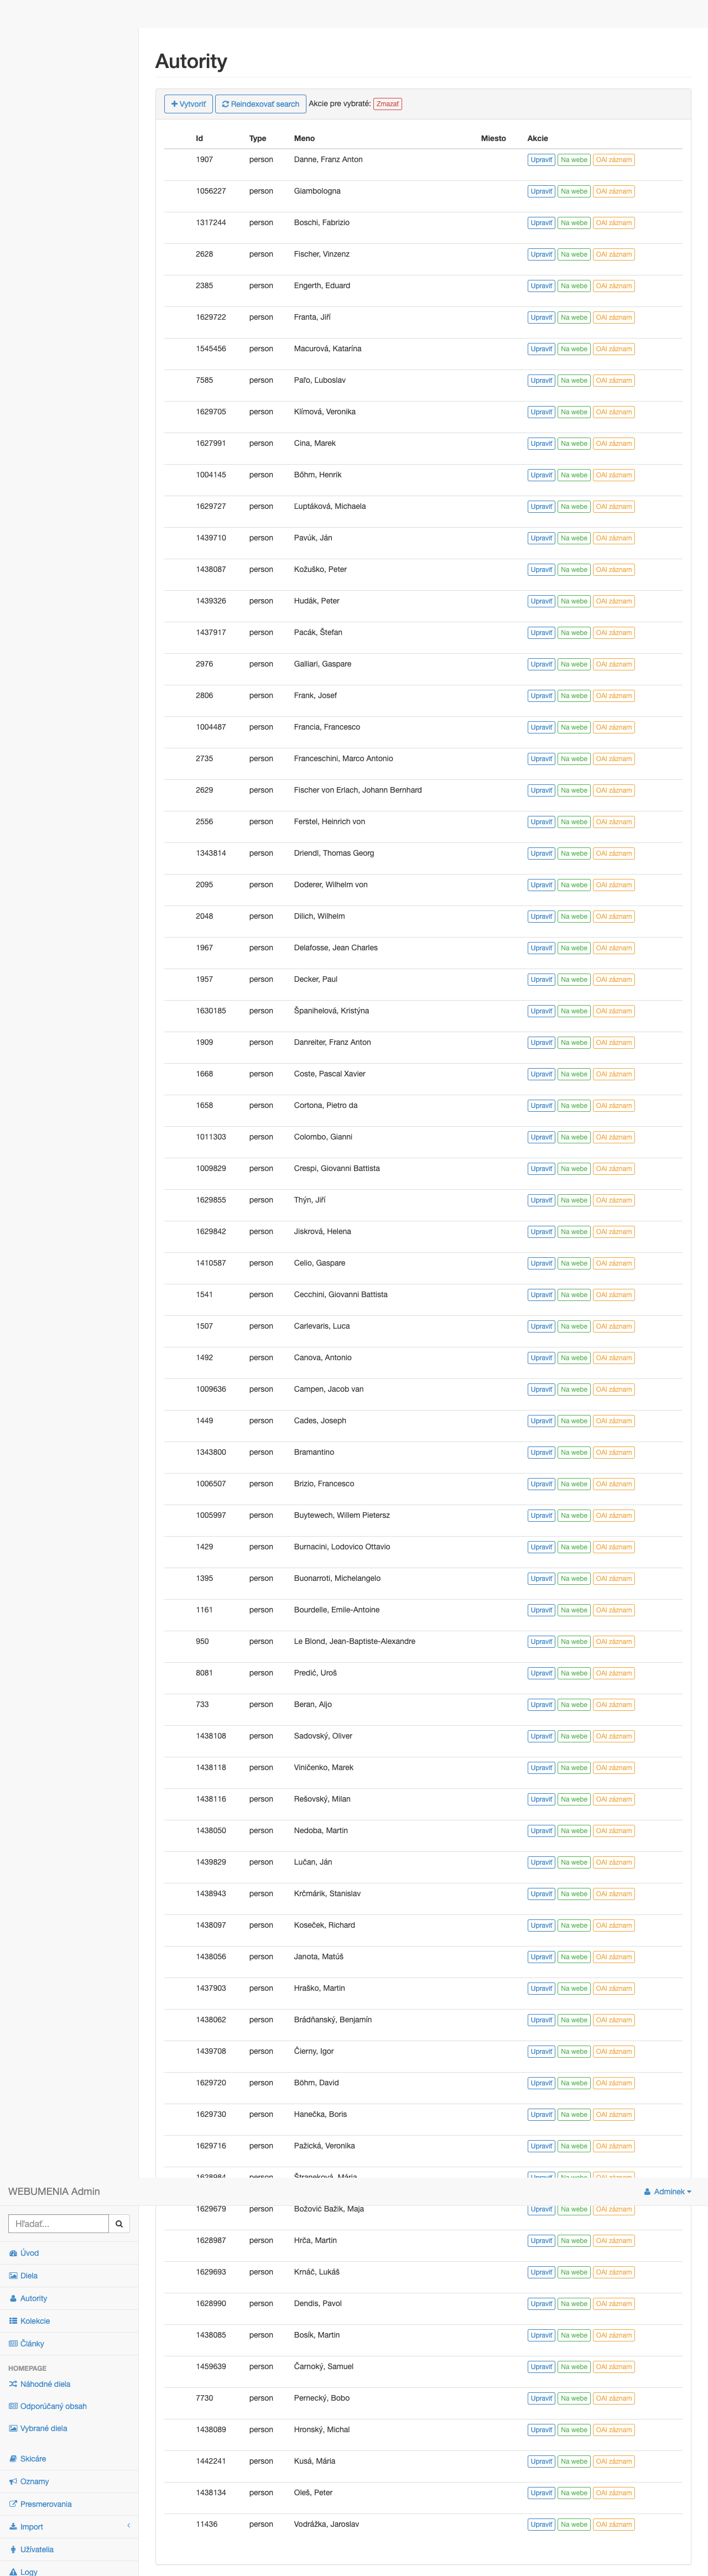 Autority
Vytvoriť Reindexovať search Akcie pre vybraté: Zmazať
Id Type Meno Miesto Akcie
1907 person Danne, Franz Anton Upraviť Na webe OAI záznam
1056227 person Giambologna Upraviť Na webe OAI záznam
1317244 person Boschi, Fabrizio Upraviť Na webe OAI záznam
2628 person Fischer, Vinzenz Upraviť Na webe OAI záznam
2385 person Engerth, Eduard Upraviť Na webe OAI záznam
1629722 person Franta, Jiří Upraviť Na webe OAI záznam
1545456 person Macurová, Katarína Upraviť Na webe OAI záznam
7585 person Paľo, Ľuboslav Upraviť Na webe OAI záznam
1629705 person Klímová, Veronika Upraviť Na webe OAI záznam
1627991 person Cina, Marek Upraviť Na webe OAI záznam
1004145 person Bőhm, Henrik Upraviť Na webe OAI záznam
1629727 person Ľuptáková, Michaela Upraviť Na webe OAI záznam
1439710 person Pavúk, Ján Upraviť Na webe OAI záznam
1438087 person Kožuško, Peter Upraviť Na webe OAI záznam
1439326 person Hudák, Peter Upraviť Na webe OAI záznam
1437917 person Pacák, Štefan Upraviť Na webe OAI záznam
2976 person Galliari, Gaspare Upraviť Na webe OAI záznam
2806 person Frank, Josef Upraviť Na webe OAI záznam
1004487 person Francia, Francesco Upraviť Na webe OAI záznam
2735 person Franceschini, Marco Antonio Upraviť Na webe OAI záznam
2629 person Fischer von Erlach, Johann Bernhard Upraviť Na webe OAI záznam
2556 person Ferstel, Heinrich von Upraviť Na webe OAI záznam
1343814 person Driendl, Thomas Georg Upraviť Na webe OAI záznam
2095 person Doderer, Wilhelm von Upraviť Na webe OAI záznam
2048 person Dilich, Wilhelm Upraviť Na webe OAI záznam
1967 person Delafosse, Jean Charles Upraviť Na webe OAI záznam
1957 person Decker, Paul Upraviť Na webe OAI záznam
1630185 person Španihelová, Kristýna Upraviť Na webe OAI záznam
1909 person Danreiter, Franz Anton Upraviť Na webe OAI záznam
1668 person Coste, Pascal Xavier Upraviť Na webe OAI záznam
1658 person Cortona, Pietro da Upraviť Na webe OAI záznam
1011303 person Colombo, Gianni Upraviť Na webe OAI záznam
1009829 person Crespi, Giovanni Battista Upraviť Na webe OAI záznam
1629855 person Thýn, Jiří Upraviť Na webe OAI záznam
1629842 person Jiskrová, Helena Upraviť Na webe OAI záznam
1410587 person Celio, Gaspare Upraviť Na webe OAI záznam
1541 person Cecchini, Giovanni Battista Upraviť Na webe OAI záznam
1507 person Carlevaris, Luca Upraviť Na webe OAI záznam
1492 person Canova, Antonio Upraviť Na webe OAI záznam
1009636 person Campen, Jacob van Upraviť Na webe OAI záznam
1449 person Cades, Joseph Upraviť Na webe OAI záznam
1343800 person Bramantino Upraviť Na webe OAI záznam
1006507 person Brizio, Francesco Upraviť Na webe OAI záznam
1005997 person Buytewech, Willem Pietersz Upraviť Na webe OAI záznam
1429 person Burnacini, Lodovico Ottavio Upraviť Na webe OAI záznam
1395 person Buonarroti, Michelangelo Upraviť Na webe OAI záznam
1161 person Bourdelle, Emile-Antoine Upraviť Na webe OAI záznam
950 person Le Blond, Jean-Baptiste-Alexandre Upraviť Na webe OAI záznam
8081 person Predić, Uroš Upraviť Na webe OAI záznam
733 person Beran, Aljo Upraviť Na webe OAI záznam
1438108 person Sadovský, Oliver Upraviť Na webe OAI záznam
1438118 person Viničenko, Marek Upraviť Na webe OAI záznam
1438116 person Rešovský, Milan Upraviť Na webe OAI záznam
1438050 person Nedoba, Martin Upraviť Na webe OAI záznam
1439829 person Lučan, Ján Upraviť Na webe OAI záznam
1438943 person Krčmárik, Stanislav Upraviť Na webe OAI záznam
1438097 person Koseček, Richard Upraviť Na webe OAI záznam
1438056 person Janota, Matúš Upraviť Na webe OAI záznam
1437903 person Hraško, Martin Upraviť Na webe OAI záznam
1438062 person Brádňanský, Benjamín Upraviť Na webe OAI záznam
1439708 person Čierny, Igor Upraviť Na webe OAI záznam
1629720 person Böhm, David Upraviť Na webe OAI záznam
1629730 person Hanečka, Boris Upraviť Na webe OAI záznam
1629716 person Pažická, Veronika Upraviť Na webe OAI záznam
1628984 person Štraneková, Mária Upraviť Na webe OAI záznam
WEBUMENIA Admin Adminek
1629679 person Božovič Bažik, Maja Upraviť Na webe OAI záznam
1628987 person Hrča, Martin Upraviť Na webe OAI záznam
1629693 person Krnáč, Lukáš Upraviť Na webe OAI záznam
1628990 person Dendis, Pavol Upraviť Na webe OAI záznam
1438085 person Bosík, Martin Upraviť Na webe OAI záznam
1459639 person Čarnoký, Samuel Upraviť Na webe OAI záznam
7730 person Pernecký, Bobo Upraviť Na webe OAI záznam
1438089 person Hronský, Michal Upraviť Na webe OAI záznam
1442241 person Kusá, Mária Upraviť Na webe OAI záznam
1438134 person Oleš, Peter Upraviť Na webe OAI záznam
11436 person Vodrážka, Jaroslav Upraviť Na webe OAI záznam
Hľadať...
Úvod
Diela
Autority
Kolekcie
Články
HOMEPAGE
Náhodné diela
Odporúčaný obsah
Vybrané diela
Skicáre
Oznamy
Presmerovania
Import
Užívatelia
Logy